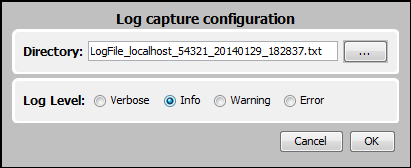 Log capture configuration
Directory: LogFile_localhost_54321_20140129_182837.txt ...
Log Level: Verbose Info Warning Error
Cancel OK